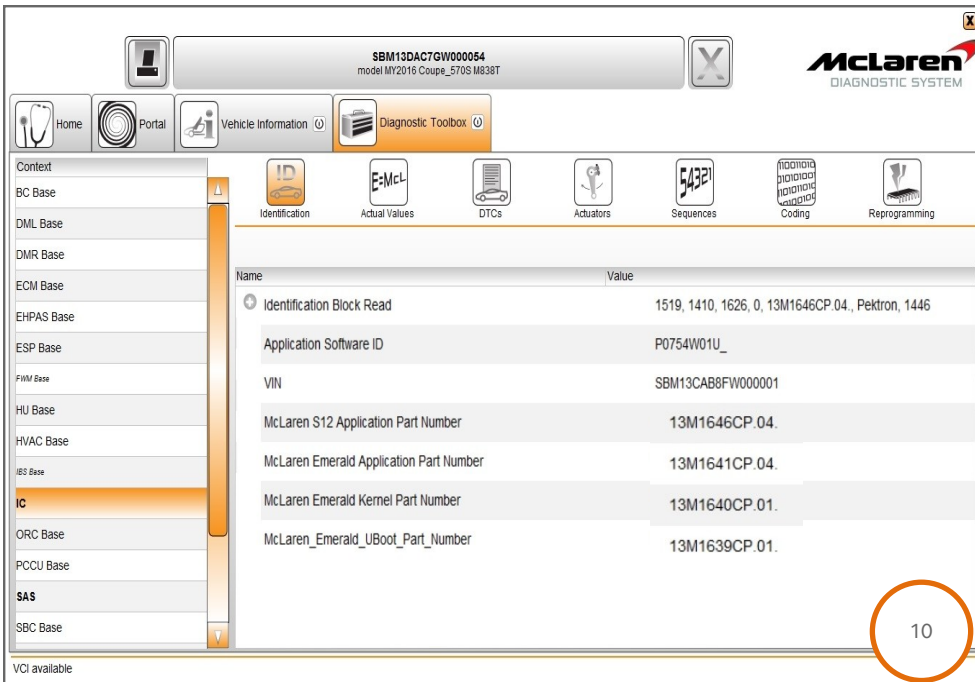 X
SBM13DAC7GW000054
model MY2016 Coupe_570S M838T
McLaren
DIAGNOSTIC SYSTEM
Home
Portal
Vehicle Information
Diagnostic Toolbox
Context
BC Base
DML Base
DMR Base
ECM Base
EHPAS Base
ESP Base
FWM Base
HU Base
HVAC Base
IBS Base
IC
ORC Base
PCCU Base
SAS
SBC Base
ID
Identification
E=McL
Actual Values
DTCs
Actuators
54321
Sequences
Coding
Reprogramming
Name Value
Identification Block Read 1519, 1410, 1626, 0, 13M1646CP.04., Pektron, 1446
Application Software ID P0754W01U_
VIN SBM13CAB8FW000001
McLaren S12 Application Part Number 13M1646CP.04.
McLaren Emerald Application Part Number 13M1641CP.04.
McLaren Emerald Kernel Part Number 13M1640CP.01.
McLaren_Emerald_UBoot_Part_Number 13M1639CP.01.
10
VCI available